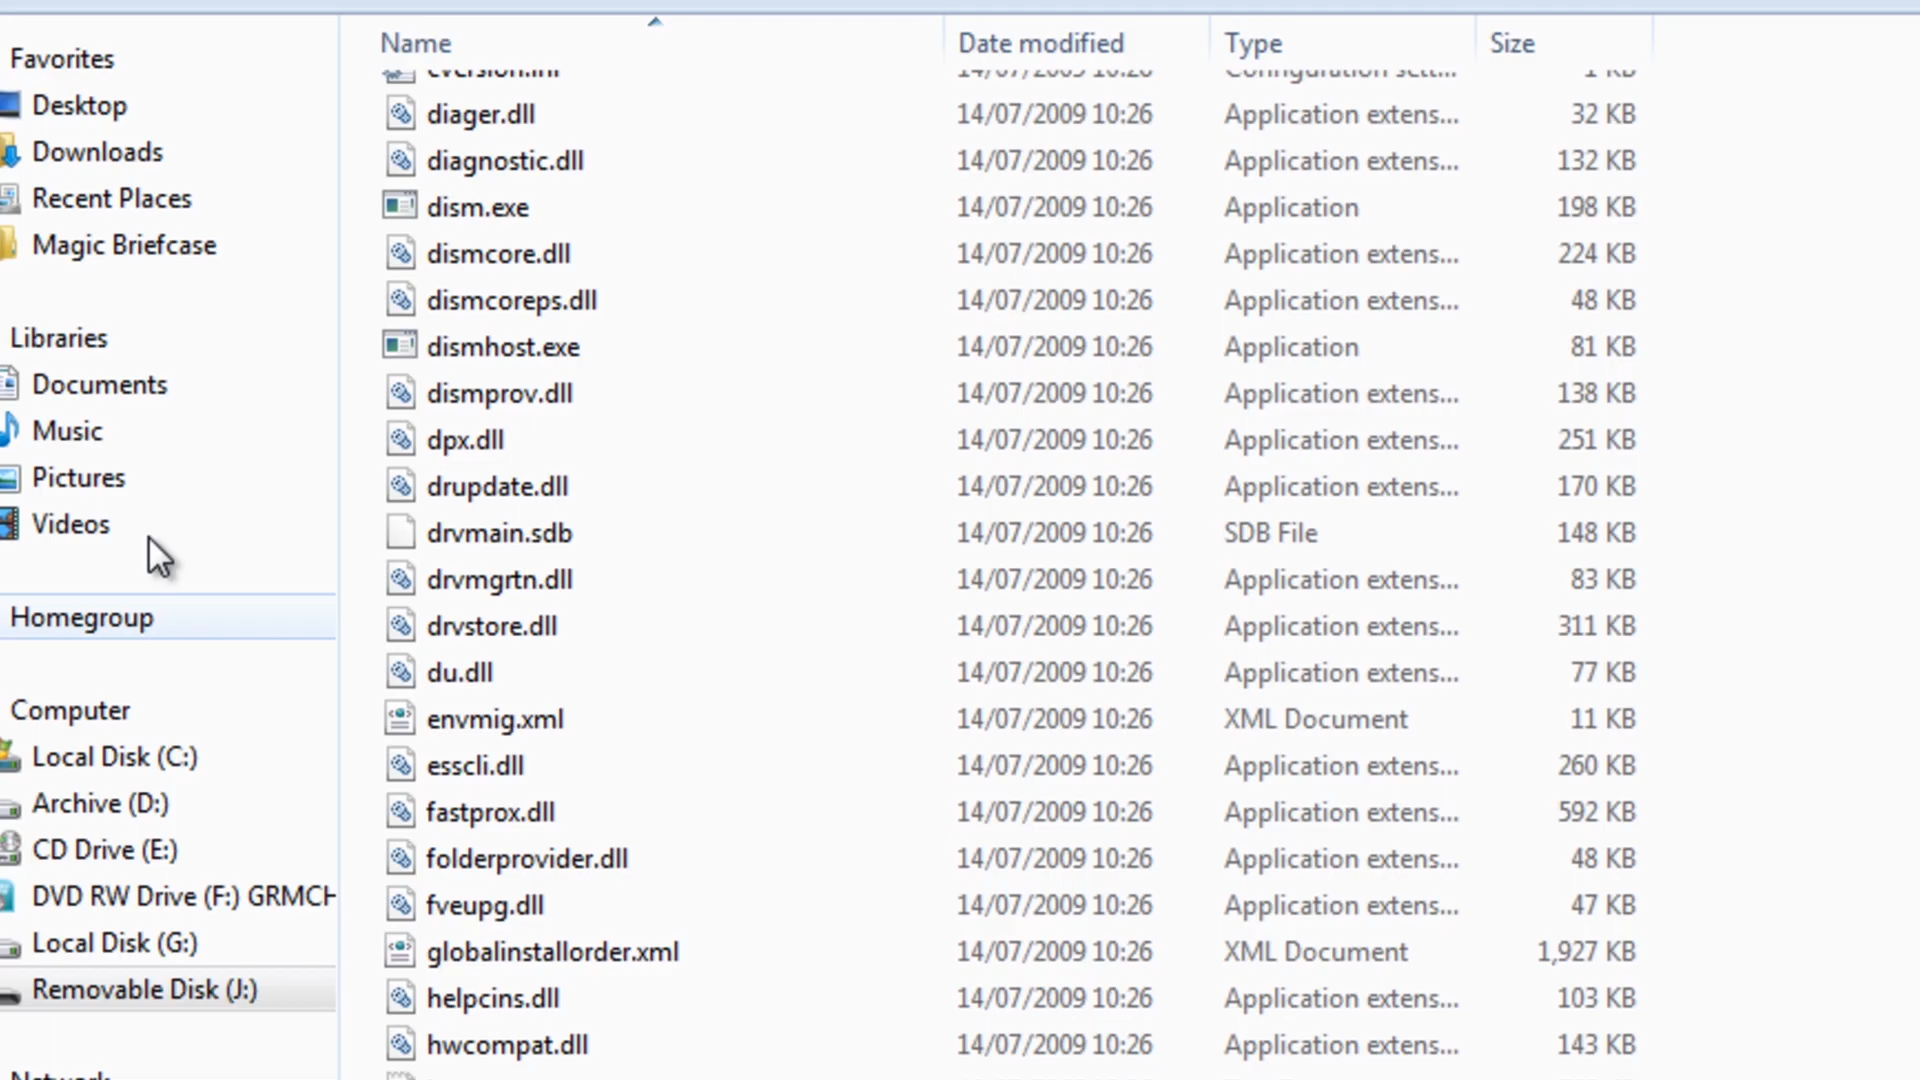 Favorites
Desktop
Downloads
Recent Places
Magic Briefcase
Libraries
Documents
Music
Pictures
Videos
Homegroup
Computer
Local Disk (C:)
Archive (D:)
CD Drive (E:)
DVD RW Drive (F:) GRMCH
Local Disk (G:)
Removable Disk (J:)
Network
Name Date modified Type Size
cversion.ini 14/07/2009 10:26 Configuration sett... 1 KB
diager.dll 14/07/2009 10:26 Application extens... 32 KB
diagnostic.dll 14/07/2009 10:26 Application extens... 132 KB
dism.exe 14/07/2009 10:26 Application 198 KB
dismcore.dll 14/07/2009 10:26 Application extens... 224 KB
dismcoreps.dll 14/07/2009 10:26 Application extens... 48 KB
dismhost.exe 14/07/2009 10:26 Application 81 KB
dismprov.dll 14/07/2009 10:26 Application extens... 138 KB
dpx.dll 14/07/2009 10:26 Application extens... 251 KB
drupdate.dll 14/07/2009 10:26 Application extens... 170 KB
drvmain.sdb 14/07/2009 10:26 SDB File 148 KB
drvmgrtn.dll 14/07/2009 10:26 Application extens... 83 KB
drvstore.dll 14/07/2009 10:26 Application extens... 311 KB
du.dll 14/07/2009 10:26 Application extens... 77 KB
envmig.xml 14/07/2009 10:26 XML Document 11 KB
esscli.dll 14/07/2009 10:26 Application extens... 260 KB
fastprox.dll 14/07/2009 10:26 Application extens... 592 KB
folderprovider.dll 14/07/2009 10:26 Application extens... 48 KB
fveupg.dll 14/07/2009 10:26 Application extens... 47 KB
globalinstallorder.xml 14/07/2009 10:26 XML Document 1,927 KB
helpcins.dll 14/07/2009 10:26 Application extens... 103 KB
hwcompat.dll 14/07/2009 10:26 Application extens... 143 KB